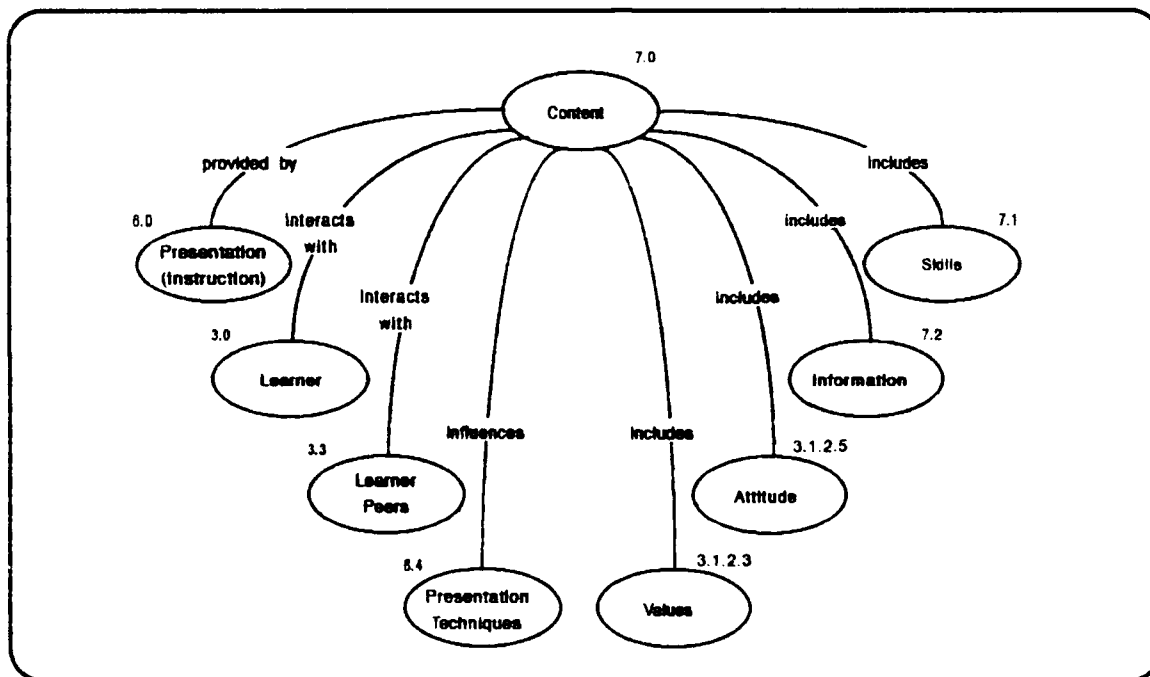 7.0
Content
provided by
includes
6.0
Presentation
(Instruction)
Interacts
with
includes
7.1
Skills
Interacts
with
includes
3.0
Learner
7.2
Information
influences
includes
3.3
Learner
Peers
3.1.2.5
Attitude
6.4
Presentation
Techniques
3.1.2.3
Values